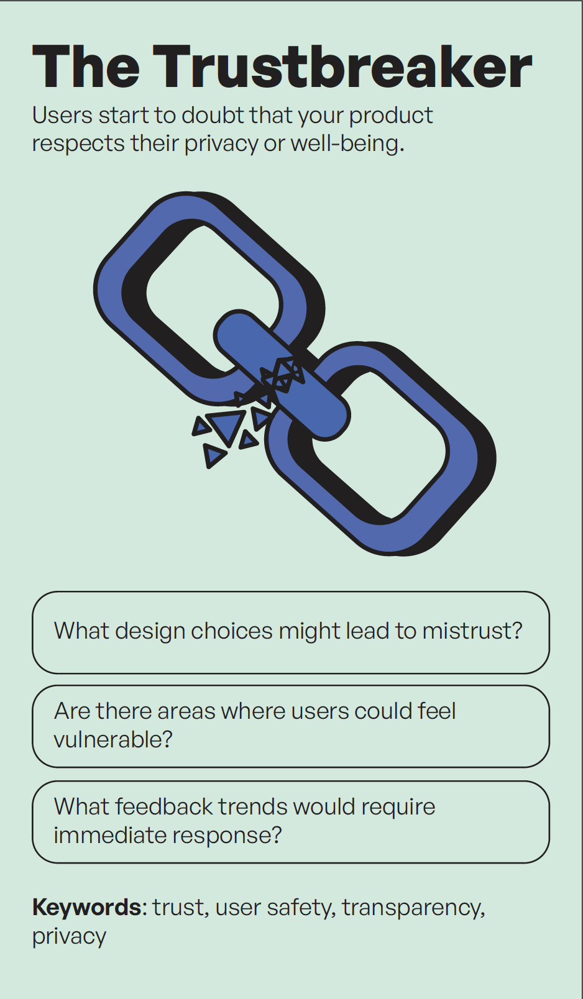 The Trustbreaker
Users start to doubt that your product
respects their privacy or well-being.
What design choices might lead to mistrust?
Are there areas where users could feel
vulnerable?
What feedback trends would require
immediate response?
Keywords: trust, user safety, transparency,
privacy